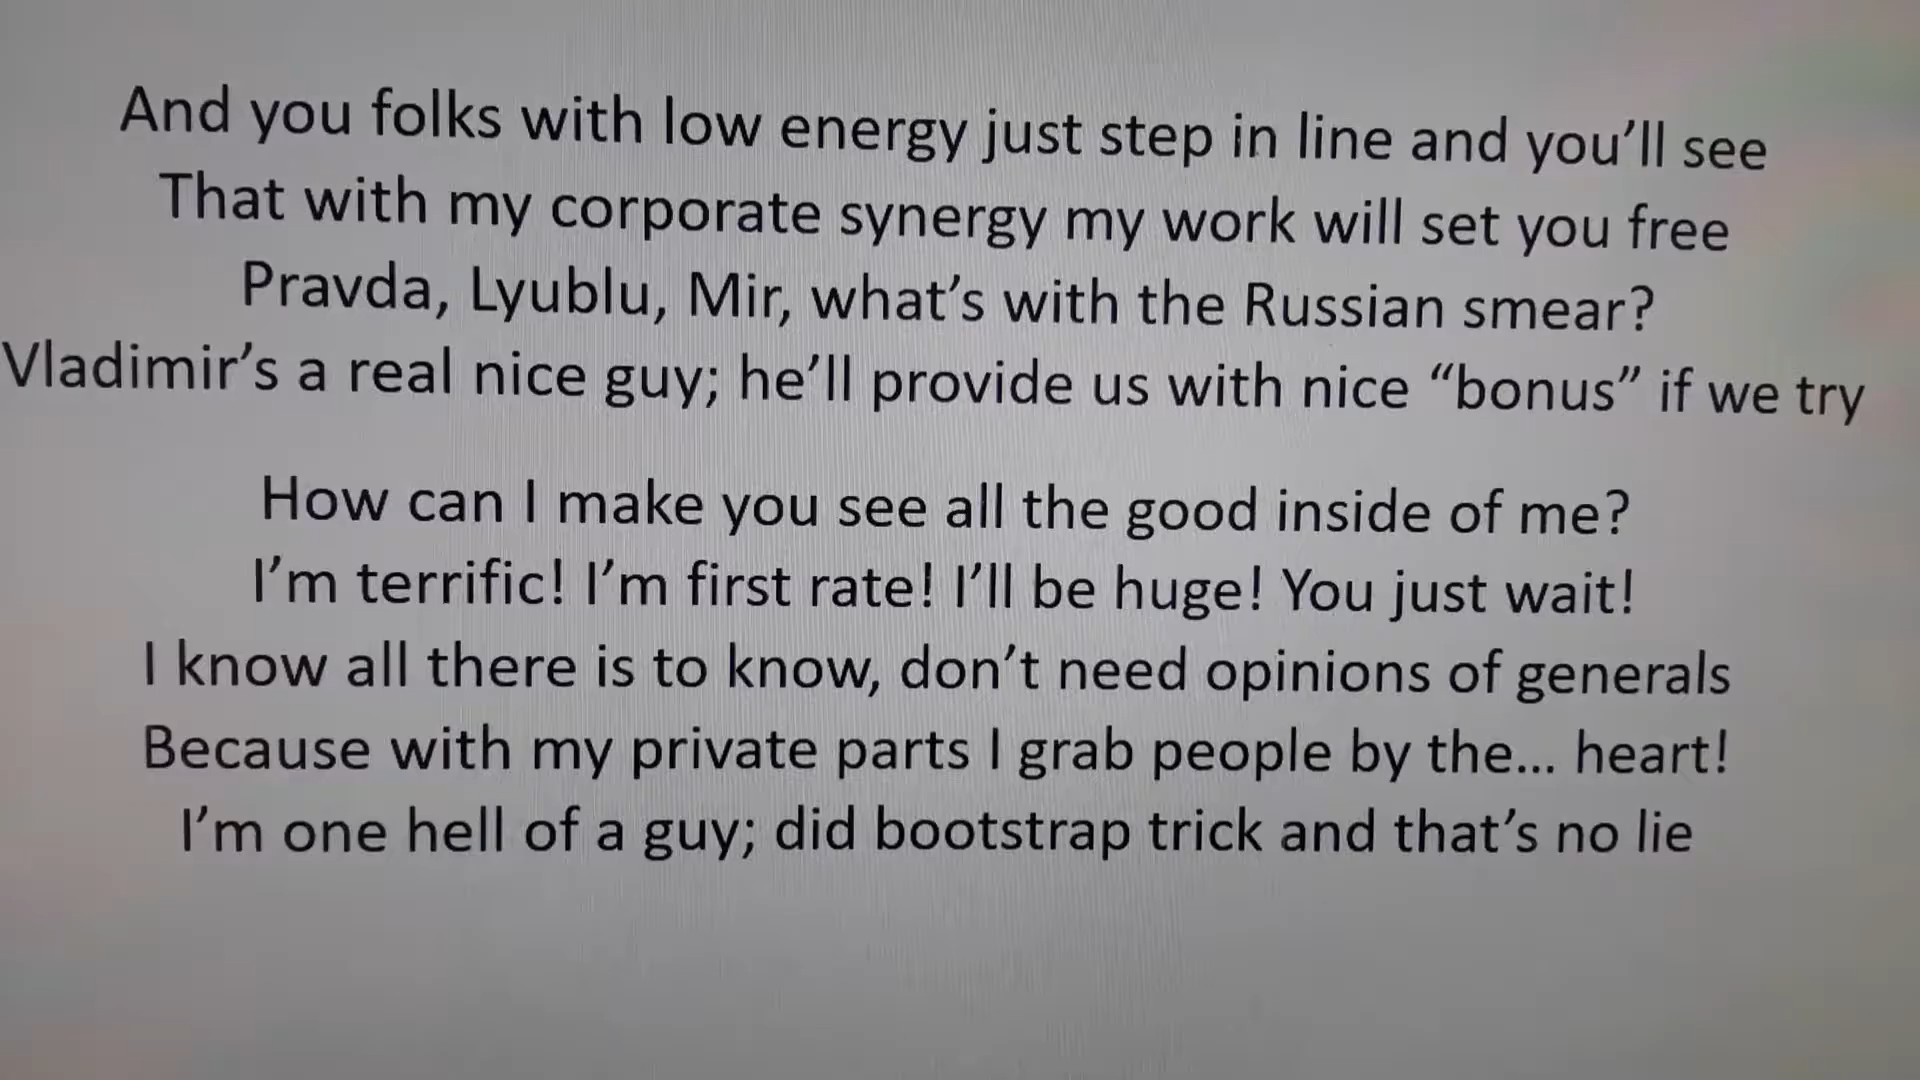 And you folks with low energy just step in line and you'll see
That with my corporate synergy my work will set you free
Pravda, Lyublu, Mir, what's with the Russian smear?
Vladimir's a real nice guy; he'll provide us with nice “bonus” if we try
How can I make you see all the good inside of me?
I'm terrific! I'm first rate! I'll be huge! You just wait!
I know all there is to know, don't need opinions of generals
Because with my private parts I grab people by the... heart!
I'm one hell of a guy; did bootstrap trick and that's no lie